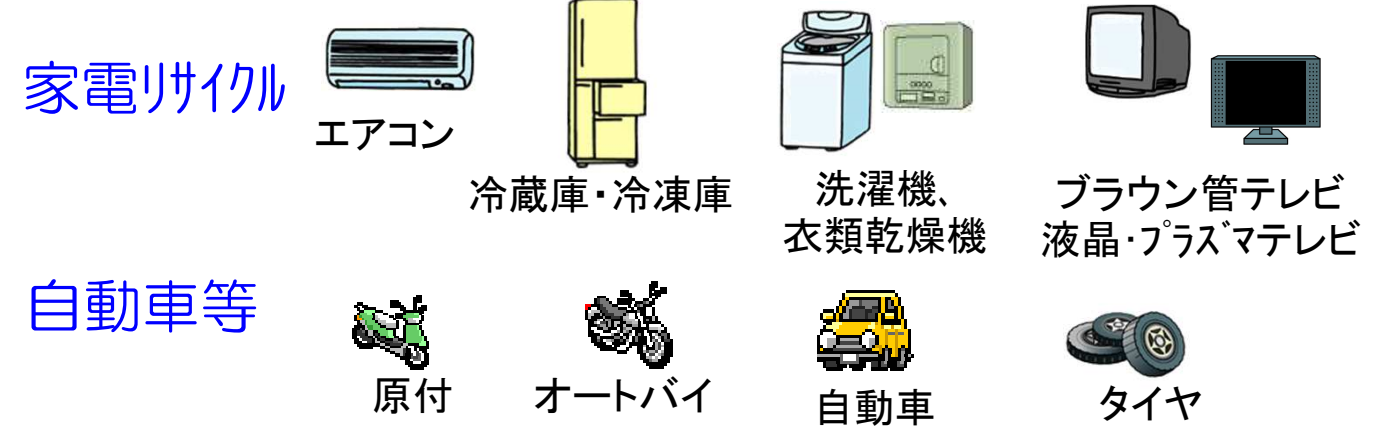 家電リサイクル
エアコン
冷蔵庫・冷凍庫
洗濯機、
衣類乾燥機
ブラウン管テレビ
液晶・プラズマテレビ
自動車等
原付
オートバイ
自動車
タイヤ